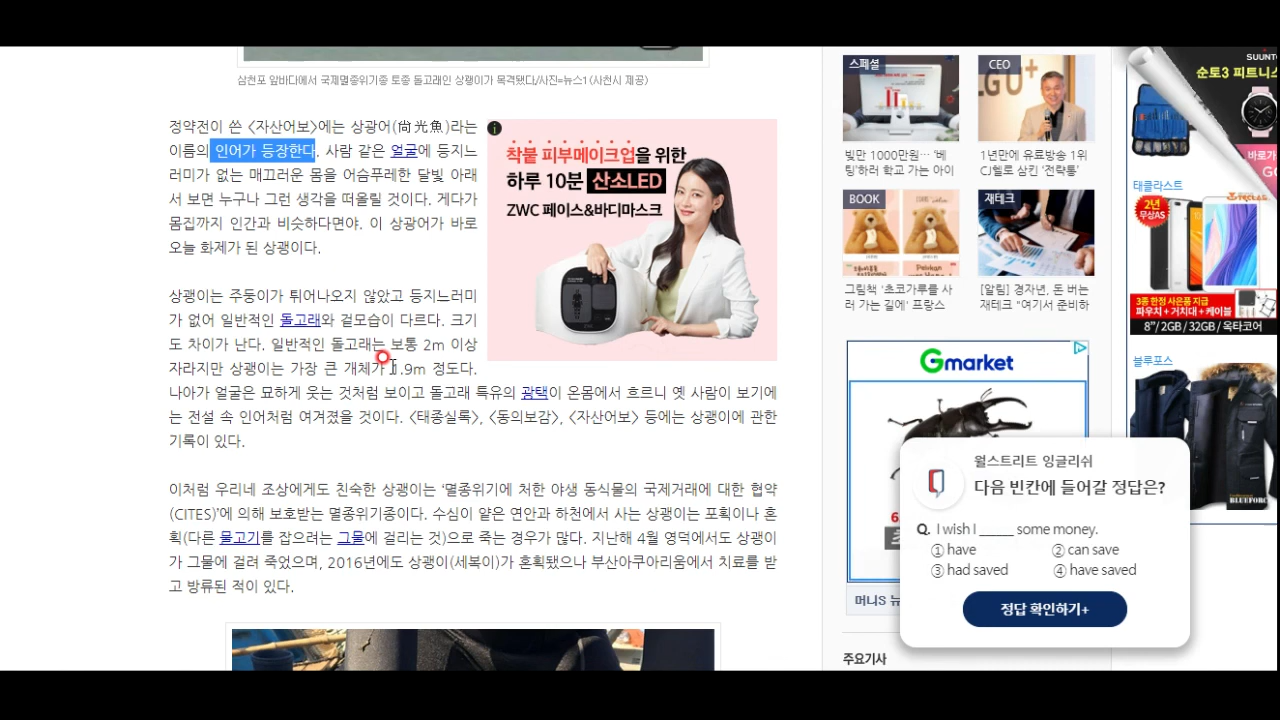 삼천포 앞바다에서 국제멸종위기종 토종 돌고래인 상괭이가 목격됐다./사진=뉴스1(사천시 제공)
정약전이 쓴 <자산어보>에는 상광어(尙光魚)라는
이름의 인어가 등장한다. 사람 같은 얼굴에 등지느
러미가 없는 매끄러운 몸을 어슴푸레한 달빛 아래
서 보면 누구나 그런 생각을 떠올릴 것이다. 게다가
몸집까지 인간과 비슷하다면야. 이 상광어가 바로
오늘 화제가 된 상괭이다.
상괭이는 주둥이가 튀어나오지 않았고 등지느러미
가 없어 일반적인 돌고래와 겉모습이 다르다. 크기
도 차이가 난다. 일반적인 돌고래는 보통 2m 이상
자라지만 상괭이는 가장 큰 개체가 1.9m 정도다.
나아가 얼굴은 묘하게 웃는 것처럼 보이고 돌고래 특유의 광택이 온몸에서 흐르니 옛 사람이 보기에
는 전설 속 인어처럼 여겨졌을 것이다. <태종실록>, <동의보감>, <자산어보> 등에는 상괭이에 관한
기록이 있다.
이처럼 우리네 조상에게도 친숙한 상괭이는 '멸종위기에 처한 야생 동식물의 국제거래에 대한 협약
(CITES)'에 의해 보호받는 멸종위기종이다. 수심이 얕은 연안과 하천에서 사는 상괭이는 포획이나 혼
획(다른 물고기를 잡으려는 그물에 걸리는 것)으로 죽는 경우가 많다. 지난해 4월 영덕에서도 상괭이
가 그물에 걸려 죽었으며, 2016년에도 상괭이(세복이)가 혼획됐으나 부산아쿠아리움에서 치료를 받
고 방류된 적이 있다.
착붙 피부메이크업을 위한
하루 10분 산소LED
ZWC 페이스&바디마스크
스페셜
CEO
LG U+
빛만 1000만원… '베
팅'하러 학교 가는 아이
1년만에 유료방송 1위
CJ헬로 삼킨 '전략통'
BOOK
재테크
그림책 '초코가루를 사
러 가는 길에' 프랑스
[알림] 경자년, 돈 버는
재테크 "여기서 준비하
Gmarket
머니S 뉴
주요기사
월스트리트 잉글리쉬
다음 빈칸에 들어갈 정답은?
Q. I wish I _____ some money.
① have ② can save
③ had saved ④ have saved
정답 확인하기+
SUUNTO
순토3 피트니스
바로가
태클라스트
2년
무상AS
3종 한정 사은품 지급
파우치 + 거치대 + 케이블
8"/ 2GB / 32GB / 옥타코어
블루포스
BLUEFORC